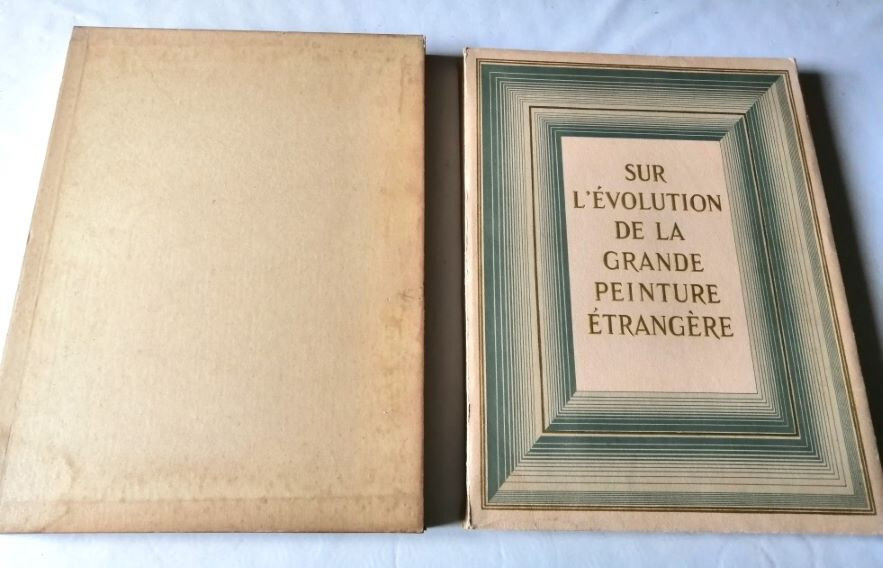 SUR
L'ÉVOLUTION
DE LA
GRANDE
PEINTURE
ÉTRANGÈRE